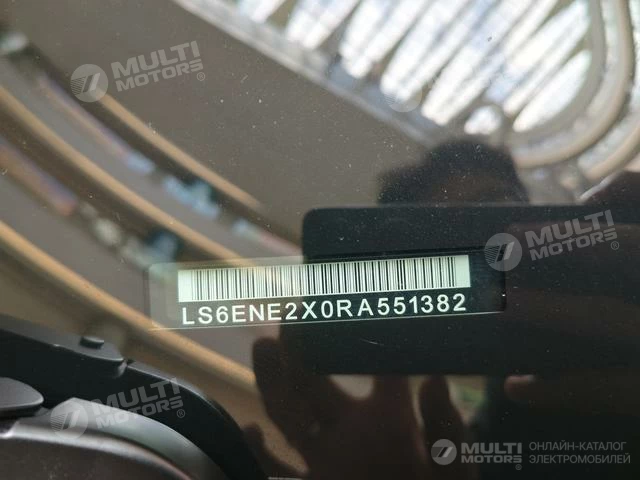 MULTI
MOTORS®
MULTI
MOTORS®
LS6ENE2X0RA551382
MULTI
MOTORS®
MULTI
MOTORS®
ОНЛАЙН-КАТАЛОГ
ЭЛЕКТРОМОБИЛЕЙ